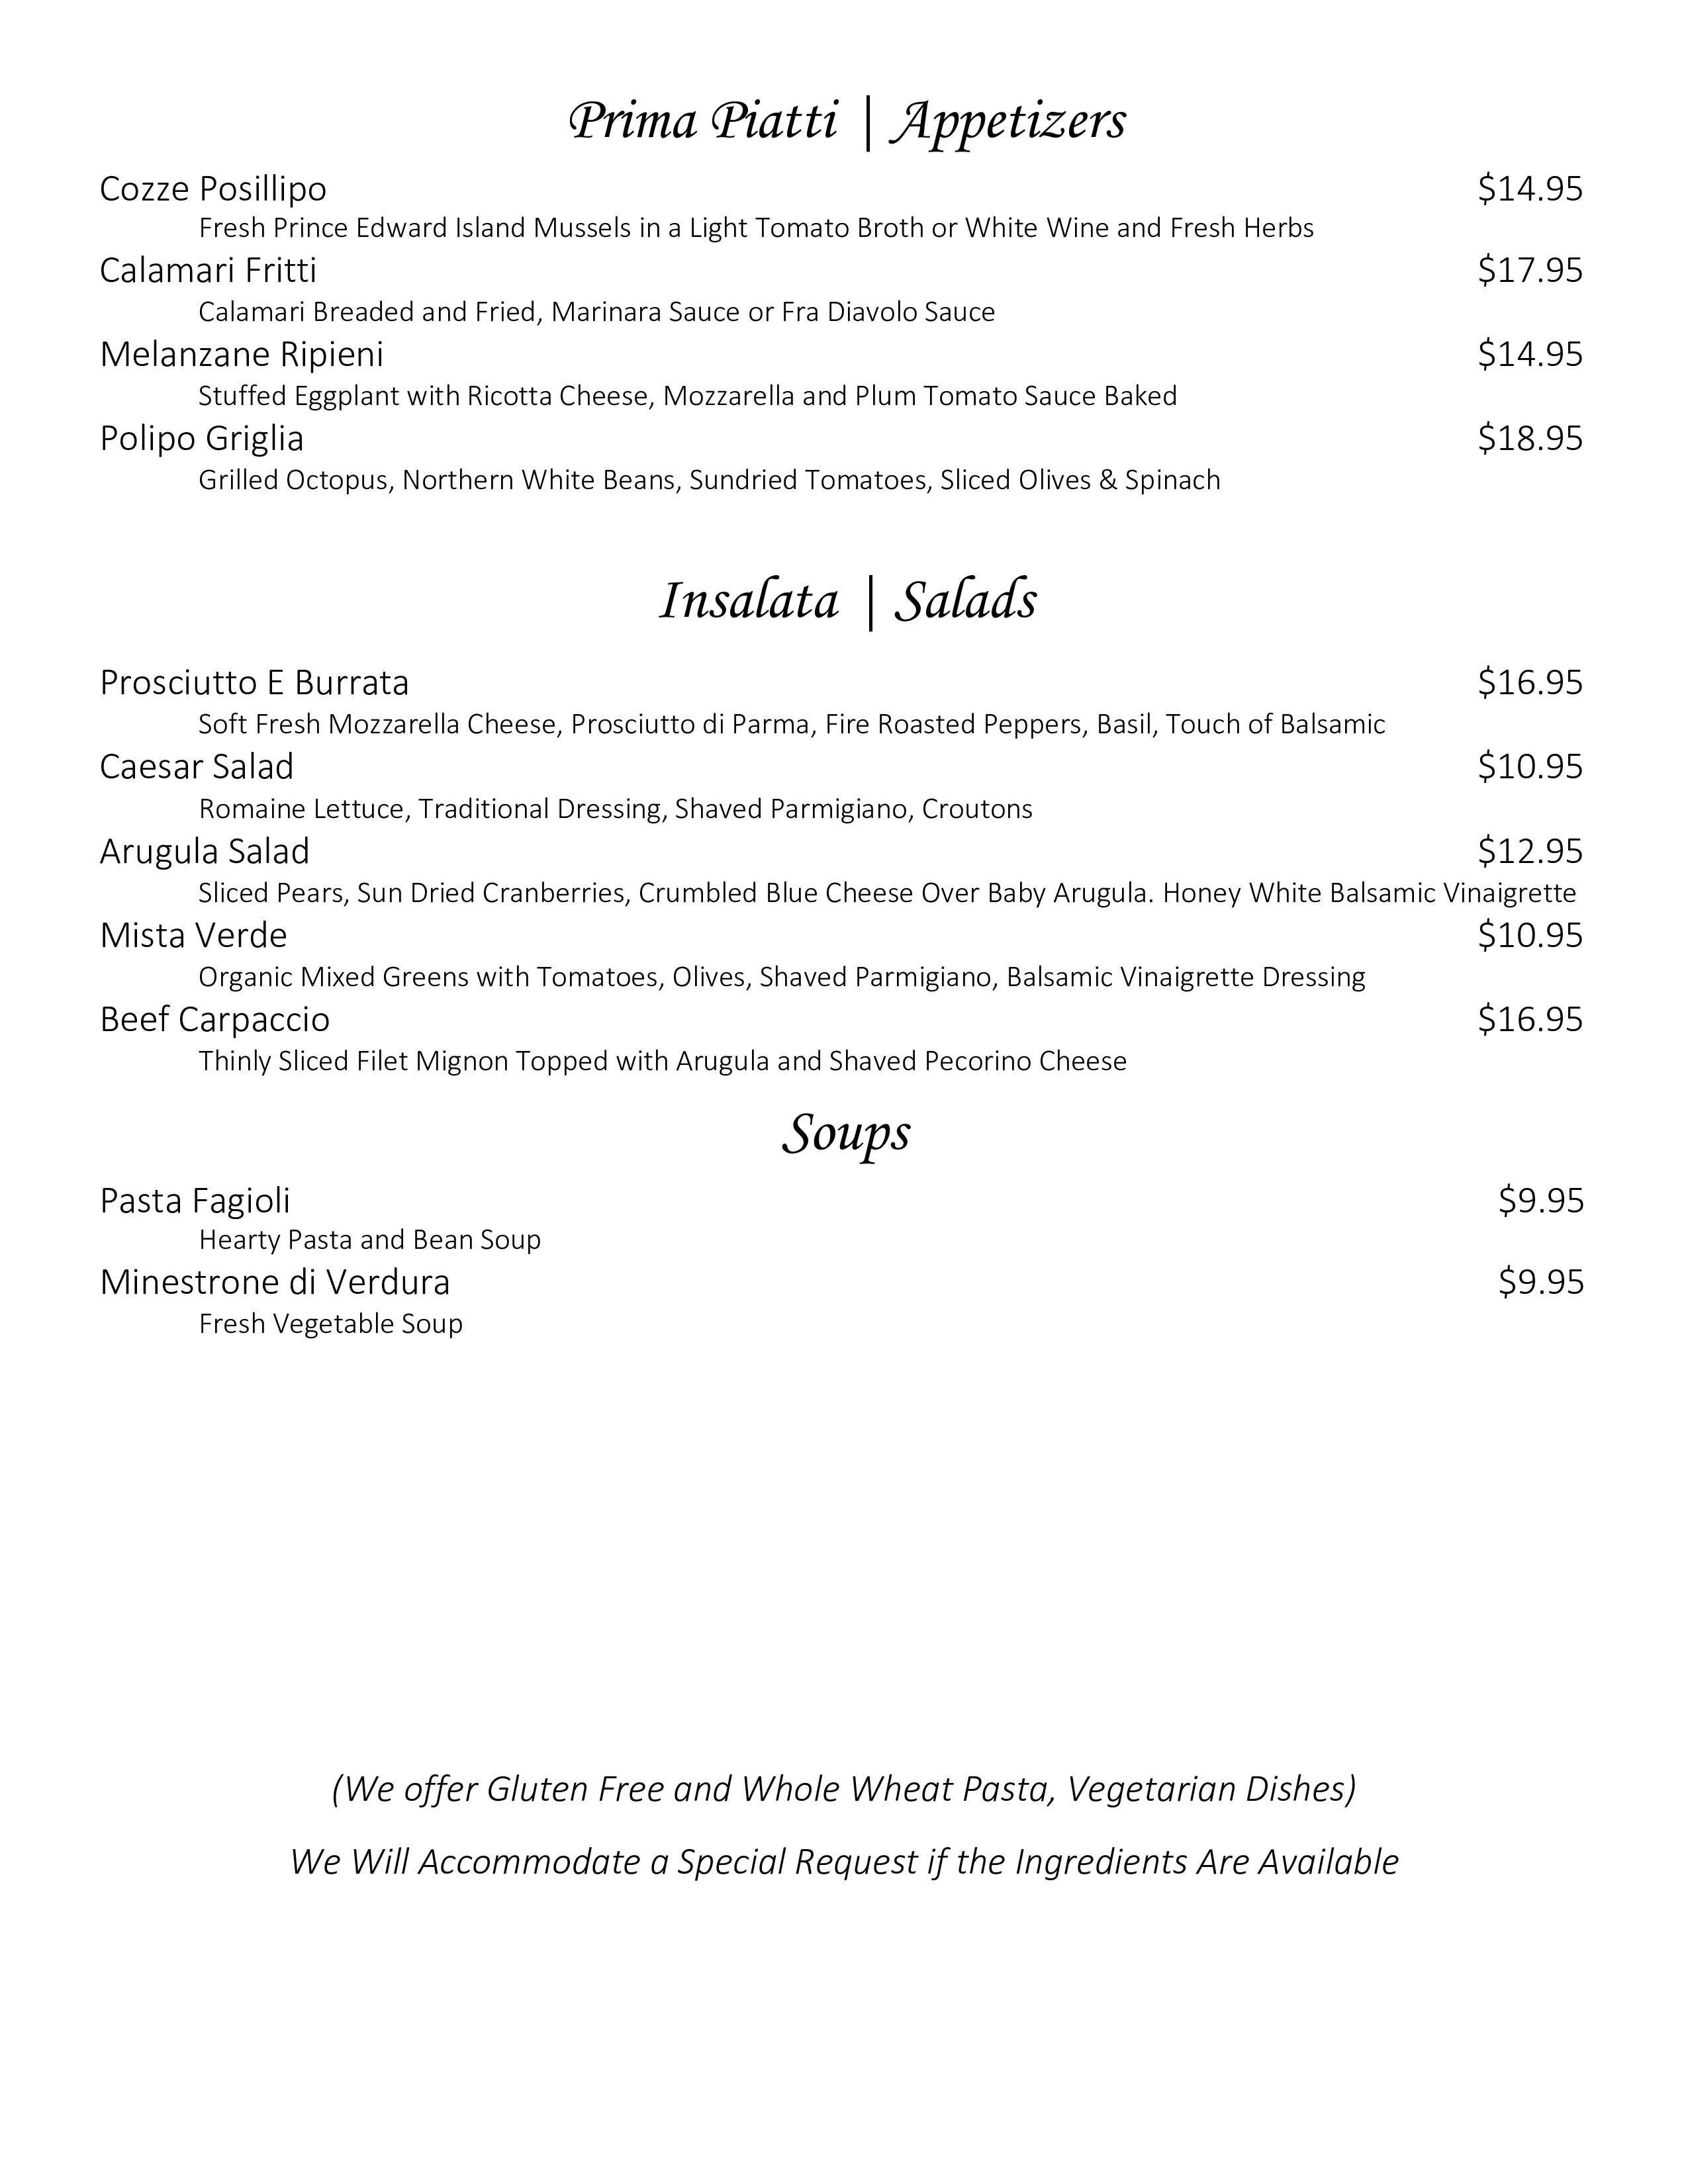 Prima Piatti | Appetizers
Cozze Posillipo $14.95
Fresh Prince Edward Island Mussels in a Light Tomato Broth or White Wine and Fresh Herbs
Calamari Fritti $17.95
Calamari Breaded and Fried, Marinara Sauce or Fra Diavolo Sauce
Melanzane Ripieni $14.95
Stuffed Eggplant with Ricotta Cheese, Mozzarella and Plum Tomato Sauce Baked
Polipo Griglia $18.95
Grilled Octopus, Northern White Beans, Sundried Tomatoes, Sliced Olives & Spinach
Insalata | Salads
Prosciutto E Burrata $16.95
Soft Fresh Mozzarella Cheese, Prosciutto di Parma, Fire Roasted Peppers, Basil, Touch of Balsamic
Caesar Salad $10.95
Romaine Lettuce, Traditional Dressing, Shaved Parmigiano, Croutons
Arugula Salad $12.95
Sliced Pears, Sun Dried Cranberries, Crumbled Blue Cheese Over Baby Arugula. Honey White Balsamic Vinaigrette
Mista Verde $10.95
Organic Mixed Greens with Tomatoes, Olives, Shaved Parmigiano, Balsamic Vinaigrette Dressing
Beef Carpaccio $16.95
Thinly Sliced Filet Mignon Topped with Arugula and Shaved Pecorino Cheese
Soups
Pasta Fagioli $9.95
Hearty Pasta and Bean Soup
Minestrone di Verdura $9.95
Fresh Vegetable Soup
(We offer Gluten Free and Whole Wheat Pasta, Vegetarian Dishes)
We Will Accommodate a Special Request if the Ingredients Are Available